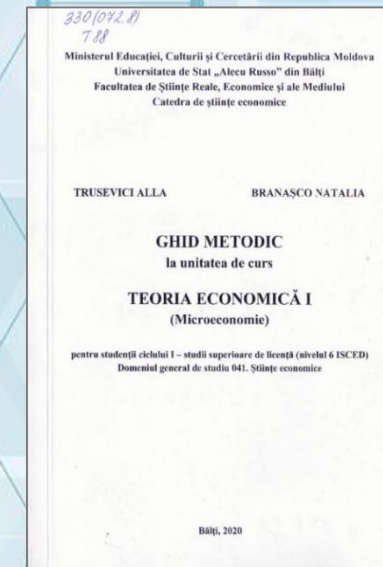 330(072.8)
T88
Ministerul Educației, Culturii și Cercetării din Republica Moldova
Universitatea de Stat „Alecu Russo” din Bălți
Facultatea de Științe Reale, Economice și ale Mediului
Catedra de științe economice
TRUSEVICI ALLA BRANAȘCO NATALIA
GHID METODIC
la unitatea de curs
TEORIA ECONOMICĂ I
(Microeconomie)
pentru studenții ciclului I – studii superioare de licență (nivelul 6 ISCED)
Domeniul general de studiu 041. Științe economice
Bălți, 2020